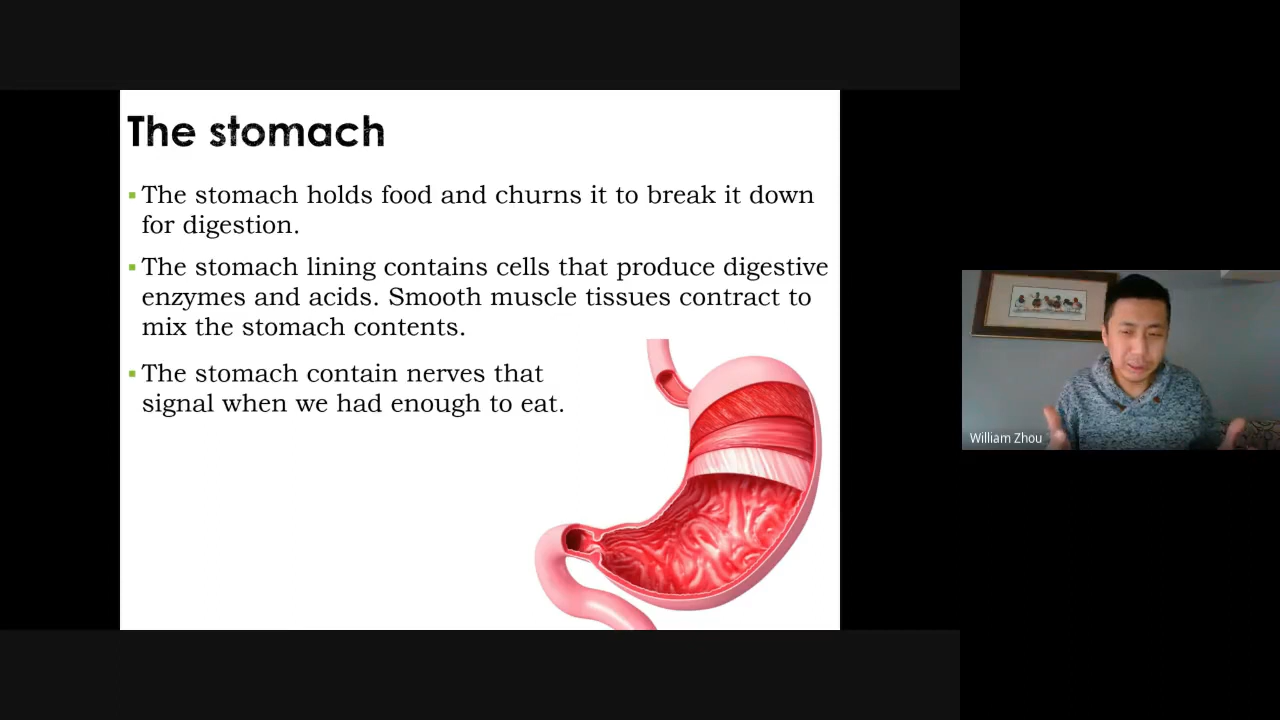 The stomach
▪ The stomach holds food and churns it to break it down
for digestion.
▪ The stomach lining contains cells that produce digestive
enzymes and acids. Smooth muscle tissues contract to
mix the stomach contents.
▪ The stomach contain nerves that
signal when we had enough to eat.
William Zhou